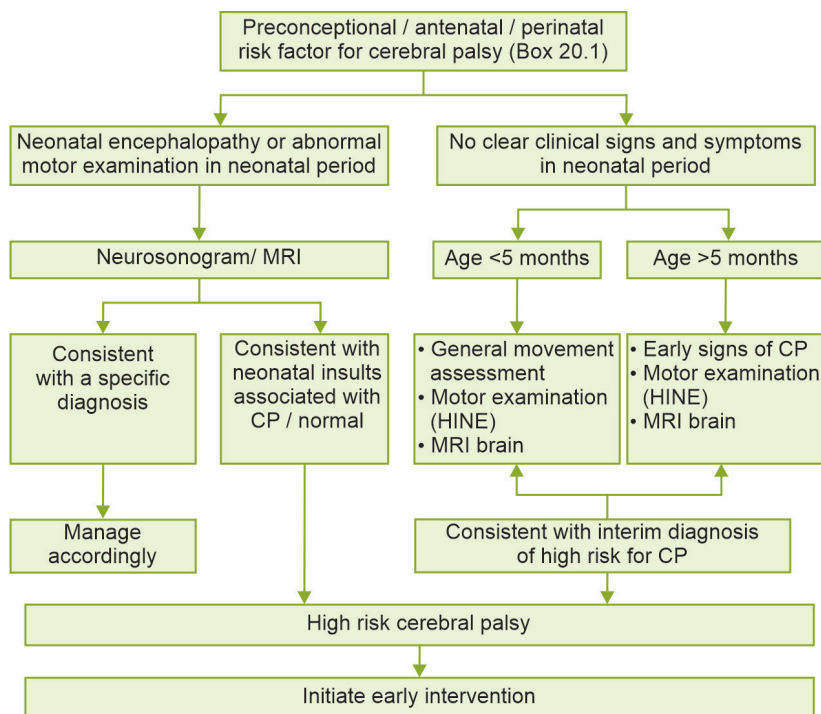 Preconceptional / antenatal / perinatal
risk factor for cerebral palsy (Box 20.1)
Neonatal encephalopathy or abnormal
motor examination in neonatal period
No clear clinical signs and symptoms
in neonatal period
Neurosonogram/ MRI
Age <5 months
Age >5 months
Consistent
with a specific
diagnosis
Consistent with
neonatal insults
associated with
CP / normal
• General movement
assessment
• Motor examination
(HINE)
• MRI brain
• Early signs of CP
• Motor examination
(HINE)
• MRI brain
Manage
accordingly
Consistent with interim diagnosis
of high risk for CP
High risk cerebral palsy
Initiate early intervention